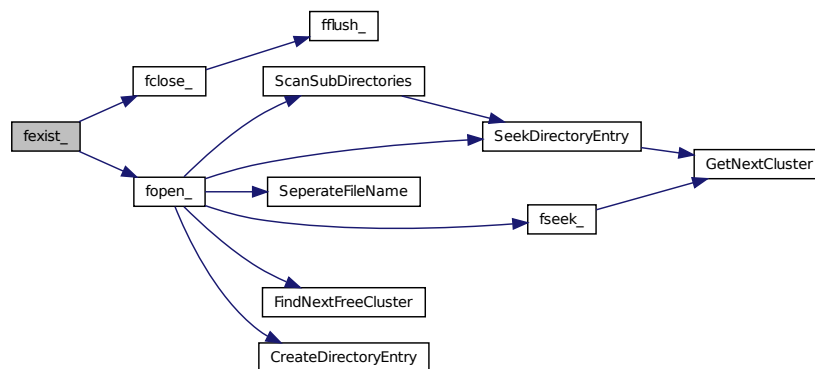 fflush_
fclose_
ScanSubDirectories
fexist_
SeekDirectoryEntry
GetNextCluster
fopen_
SeperateFileName
fseek_
FindNextFreeCluster
CreateDirectoryEntry